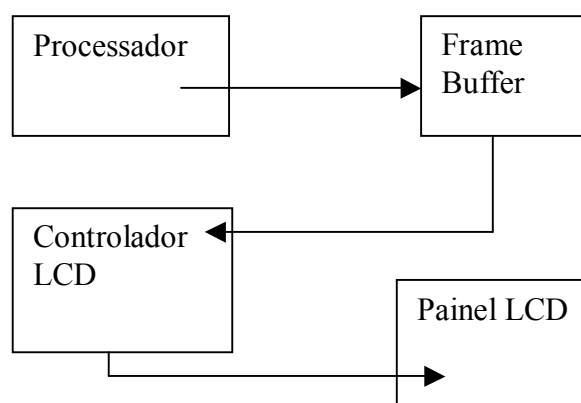 Processador
Frame
Buffer
Controlador
LCD
Painel LCD